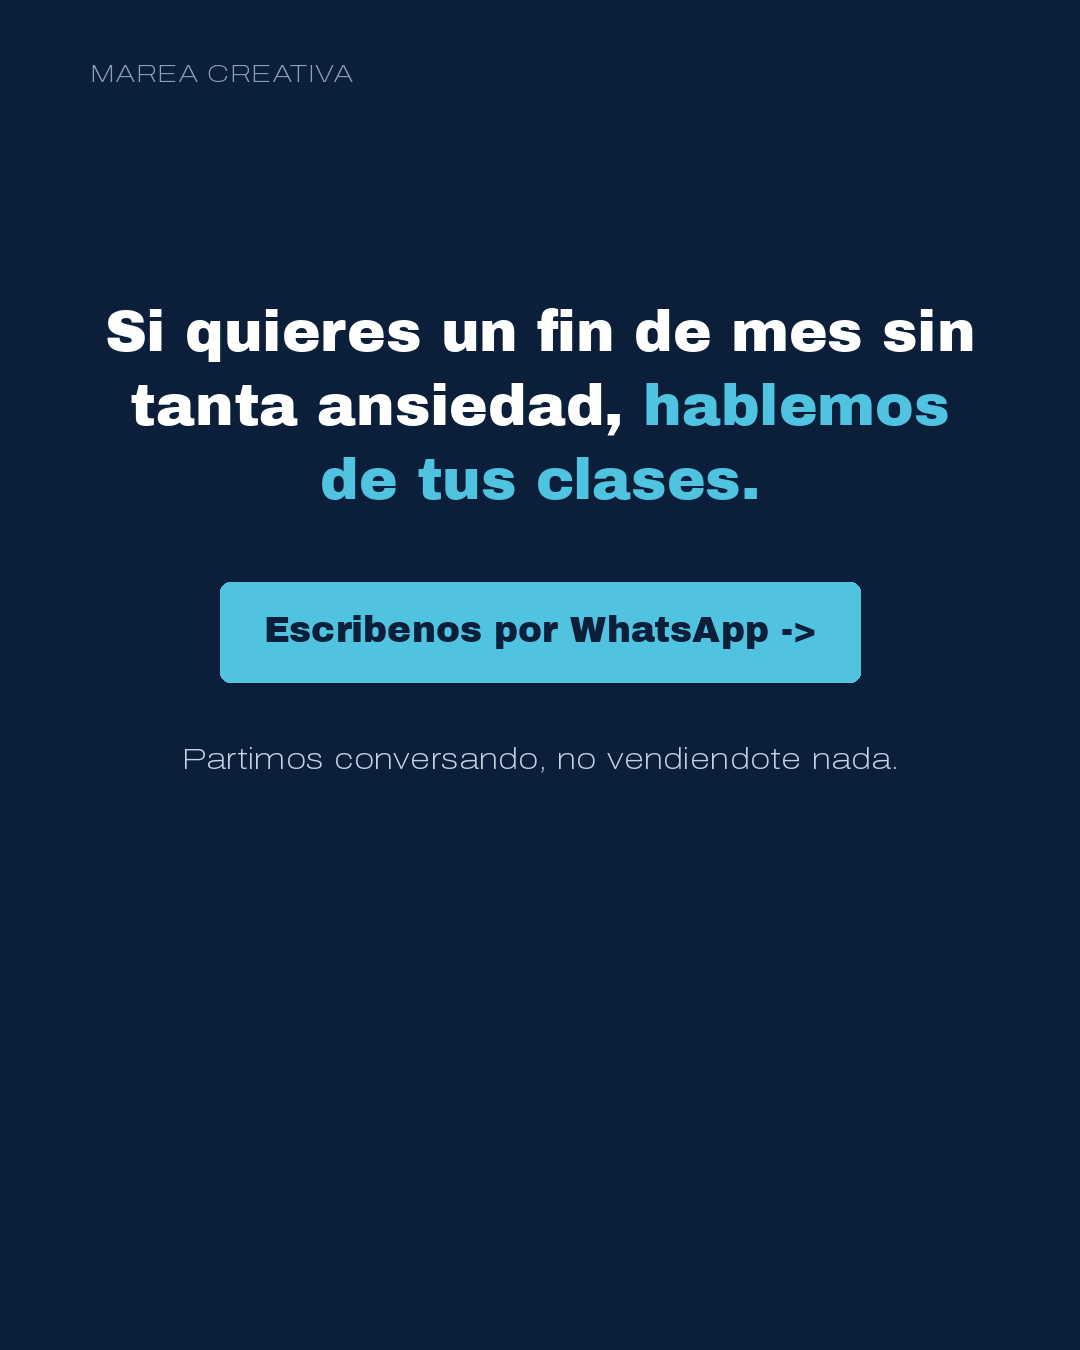 MAREA CREATIVA
Si quieres un fin de mes sin
tanta ansiedad, hablemos
de tus clases.
Escribenos por WhatsApp ->
Partimos conversando, no vendiendote nada.